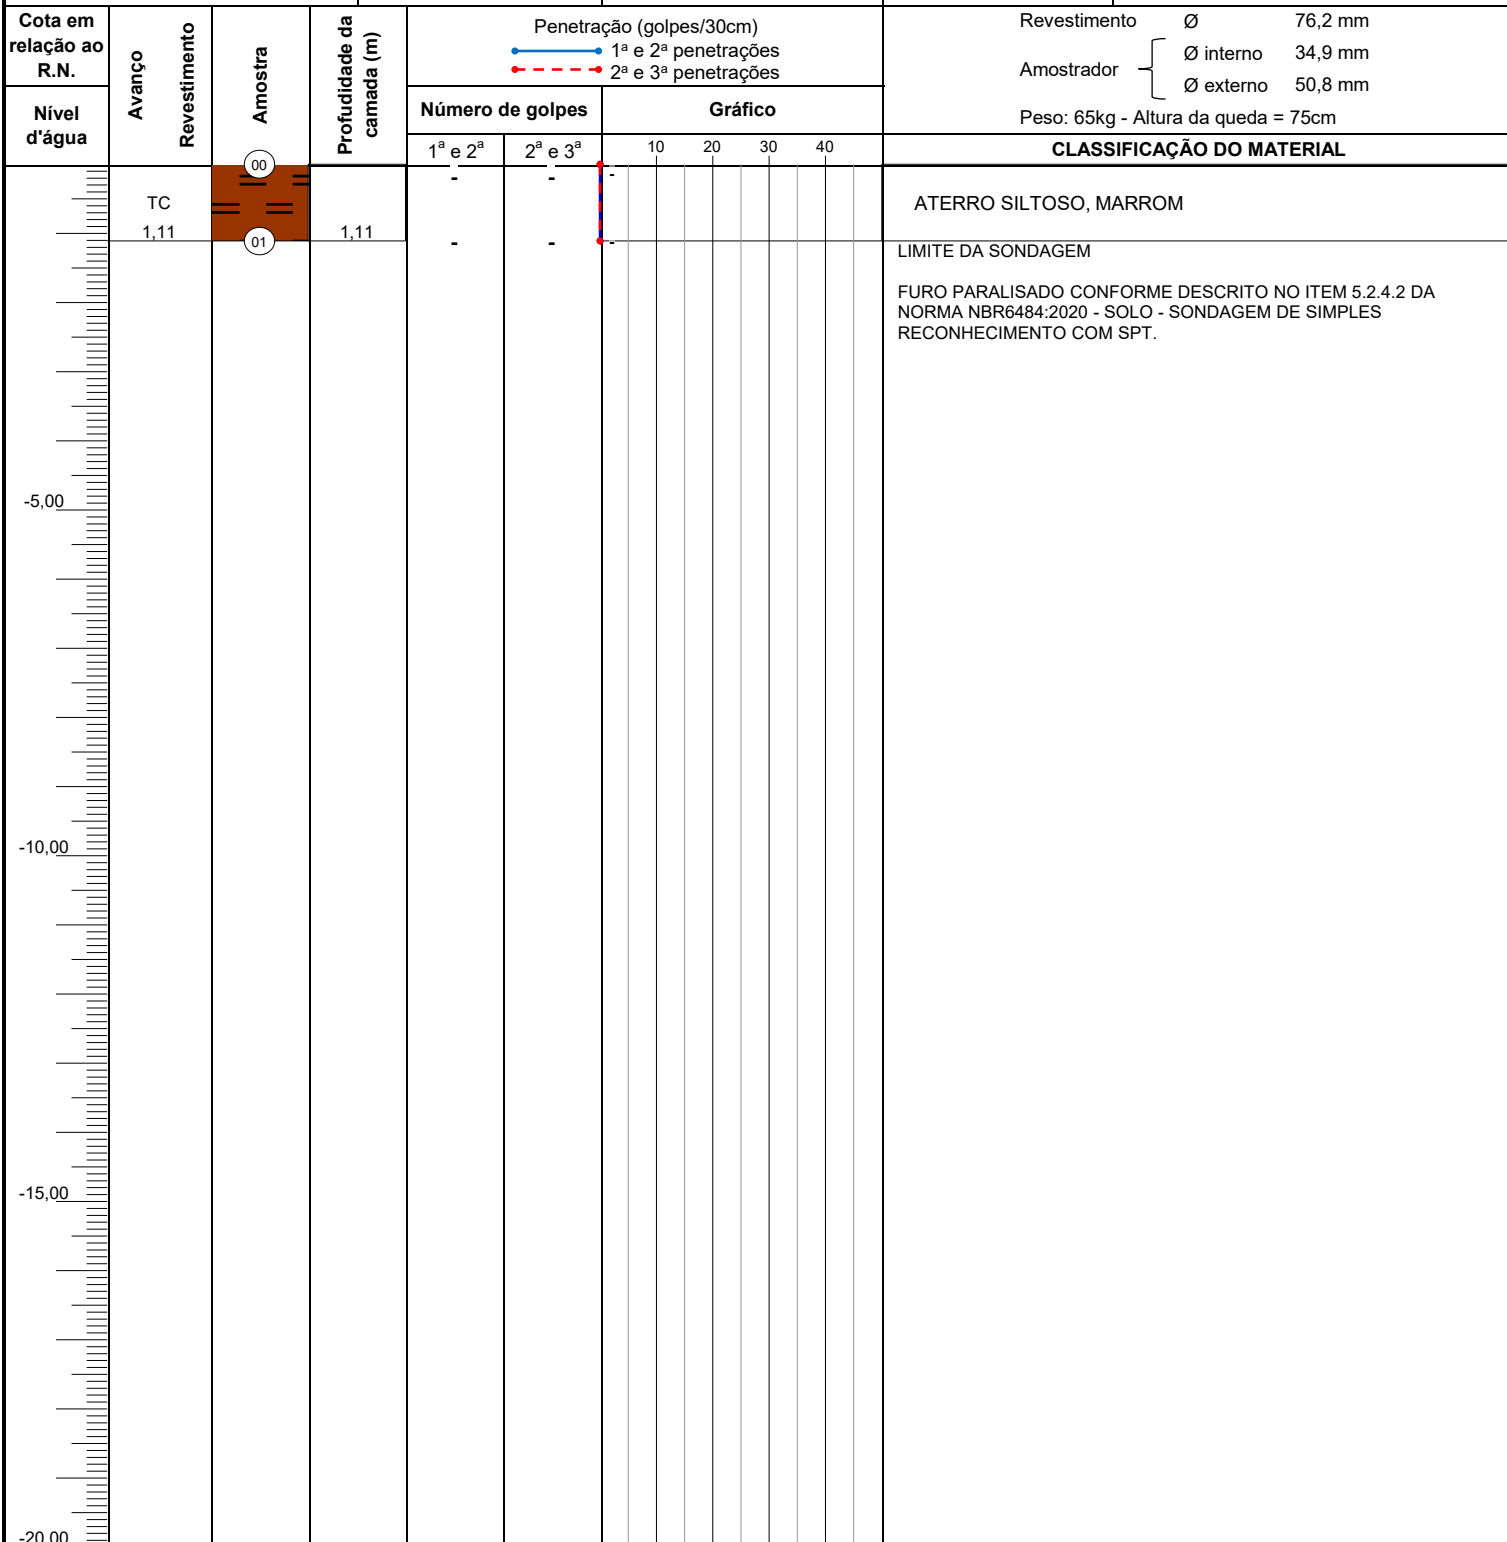 Cota em
relação ao
R.N.
Nível
d'água
Avanço
Revestimento
Amostra
Profudidade da
camada (m)
Penetração (golpes/30cm)
1ª e 2ª penetrações
2ª e 3ª penetrações
Número de golpes
Gráfico
1ª e 2ª
2ª e 3ª
10 20 30 40
Revestimento Ø 76,2 mm
Amostrador
Ø interno 34,9 mm
Ø externo 50,8 mm
Peso: 65kg - Altura da queda = 75cm
CLASSIFICAÇÃO DO MATERIAL
00
- - -
TC
1,11
01
1,11
- - -
ATERRO SILTOSO, MARROM
LIMITE DA SONDAGEM
FURO PARALISADO CONFORME DESCRITO NO ITEM 5.2.4.2 DA
NORMA NBR6484:2020 - SOLO - SONDAGEM DE SIMPLES
RECONHECIMENTO COM SPT.
-5,00
-10,00
-15,00
-20,00